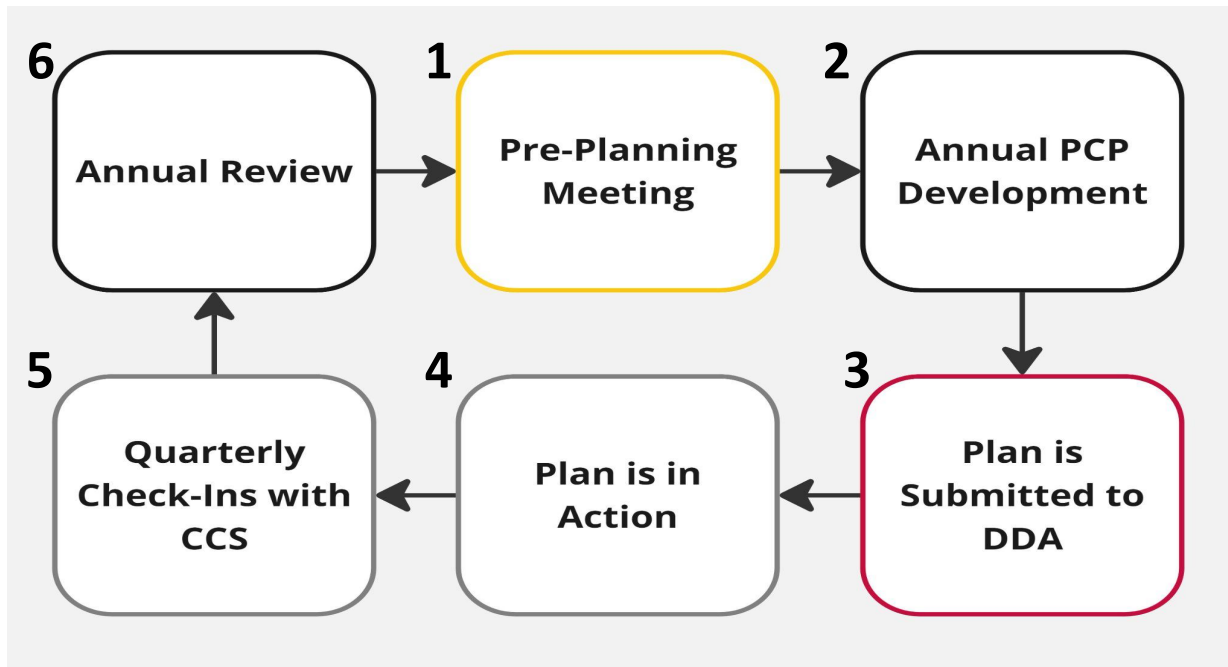 6
Annual Review
1
Pre-Planning
Meeting
2
Annual PCP
Development
3
Plan is
Submitted to
DDA
4
Plan is in
Action
5
Quarterly
Check-Ins with
CCS